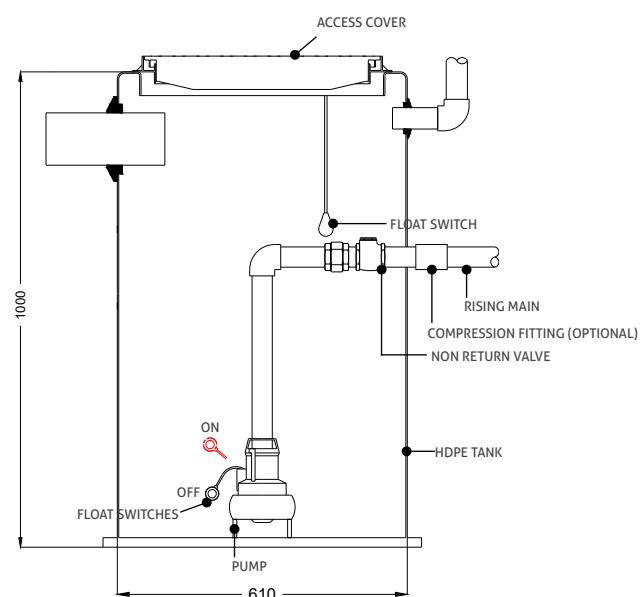 ACCESS COVER
FLOAT SWITCH
1000
RISING MAIN
COMPRESSION FITTING (OPTIONAL)
NON RETURN VALVE
ON
HDPE TANK
OFF
FLOAT SWITCHES
PUMP
610